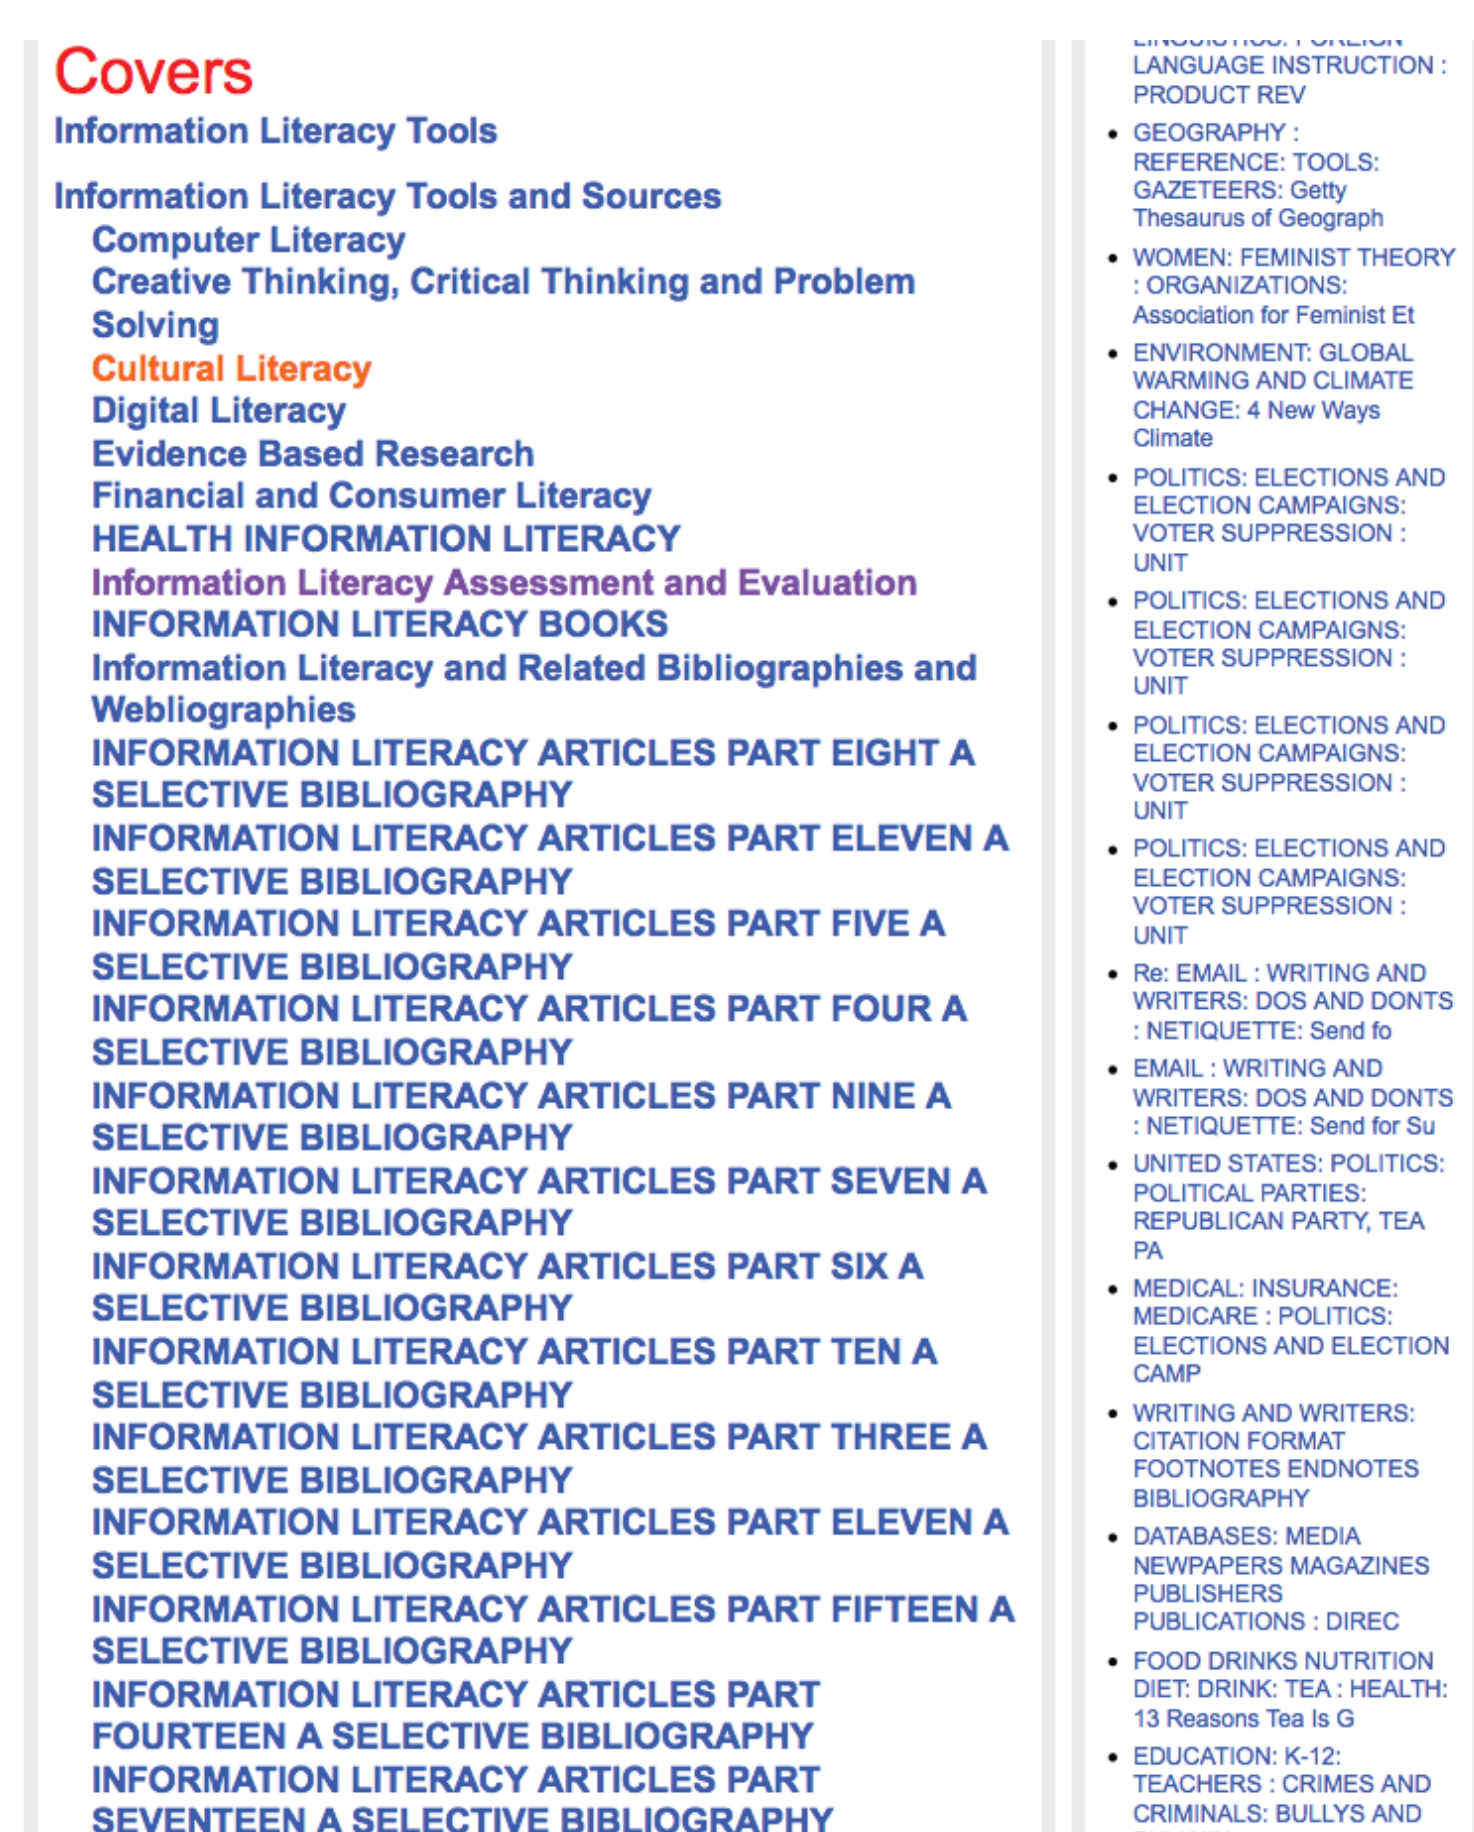 Covers
Information Literacy Tools
Information Literacy Tools and Sources
Computer Literacy
Creative Thinking, Critical Thinking and Problem
Solving
Cultural Literacy
Digital Literacy
Evidence Based Research
Financial and Consumer Literacy
HEALTH INFORMATION LITERACY
Information Literacy Assessment and Evaluation
INFORMATION LITERACY BOOKS
Information Literacy and Related Bibliographies and
Webliographies
INFORMATION LITERACY ARTICLES PART EIGHT A
SELECTIVE BIBLIOGRAPHY
INFORMATION LITERACY ARTICLES PART ELEVEN A
SELECTIVE BIBLIOGRAPHY
INFORMATION LITERACY ARTICLES PART FIVE A
SELECTIVE BIBLIOGRAPHY
INFORMATION LITERACY ARTICLES PART FOUR A
SELECTIVE BIBLIOGRAPHY
INFORMATION LITERACY ARTICLES PART NINE A
SELECTIVE BIBLIOGRAPHY
INFORMATION LITERACY ARTICLES PART SEVEN A
SELECTIVE BIBLIOGRAPHY
INFORMATION LITERACY ARTICLES PART SIX A
SELECTIVE BIBLIOGRAPHY
INFORMATION LITERACY ARTICLES PART TEN A
SELECTIVE BIBLIOGRAPHY
INFORMATION LITERACY ARTICLES PART THREE A
SELECTIVE BIBLIOGRAPHY
INFORMATION LITERACY ARTICLES PART ELEVEN A
SELECTIVE BIBLIOGRAPHY
INFORMATION LITERACY ARTICLES PART FIFTEEN A
SELECTIVE BIBLIOGRAPHY
INFORMATION LITERACY ARTICLES PART
FOURTEEN A SELECTIVE BIBLIOGRAPHY
INFORMATION LITERACY ARTICLES PART
SEVENTEEN A SELECTIVE BIBLIOGRAPHY
LANGUAGE INSTRUCTION :
PRODUCT REV
GEOGRAPHY :
REFERENCE: TOOLS:
GAZETEERS: Getty
Thesaurus of Geograph
WOMEN: FEMINIST THEORY
: ORGANIZATIONS:
Association for Feminist Et
ENVIRONMENT: GLOBAL
WARMING AND CLIMATE
CHANGE: 4 New Ways
Climate
POLITICS: ELECTIONS AND
ELECTION CAMPAIGNS:
VOTER SUPPRESSION :
UNIT
POLITICS: ELECTIONS AND
ELECTION CAMPAIGNS:
VOTER SUPPRESSION :
UNIT
POLITICS: ELECTIONS AND
ELECTION CAMPAIGNS:
VOTER SUPPRESSION :
UNIT
POLITICS: ELECTIONS AND
ELECTION CAMPAIGNS:
VOTER SUPPRESSION :
UNIT
Re: EMAIL : WRITING AND
WRITERS: DOS AND DONTS
: NETIQUETTE: Send fo
EMAIL : WRITING AND
WRITERS: DOS AND DONTS
: NETIQUETTE: Send for Su
UNITED STATES: POLITICS:
POLITICAL PARTIES:
REPUBLICAN PARTY, TEA
PA
MEDICAL: INSURANCE:
MEDICARE : POLITICS:
ELECTIONS AND ELECTION
CAMP
WRITING AND WRITERS:
CITATION FORMAT
FOOTNOTES ENDNOTES
BIBLIOGRAPHY
DATABASES: MEDIA
NEWPAPERS MAGAZINES
PUBLISHERS
PUBLICATIONS : DIREC
FOOD DRINKS NUTRITION
DIET: DRINK: TEA : HEALTH:
13 Reasons Tea Is G
EDUCATION: K-12:
TEACHERS : CRIMES AND
CRIMINALS: BULLYS AND